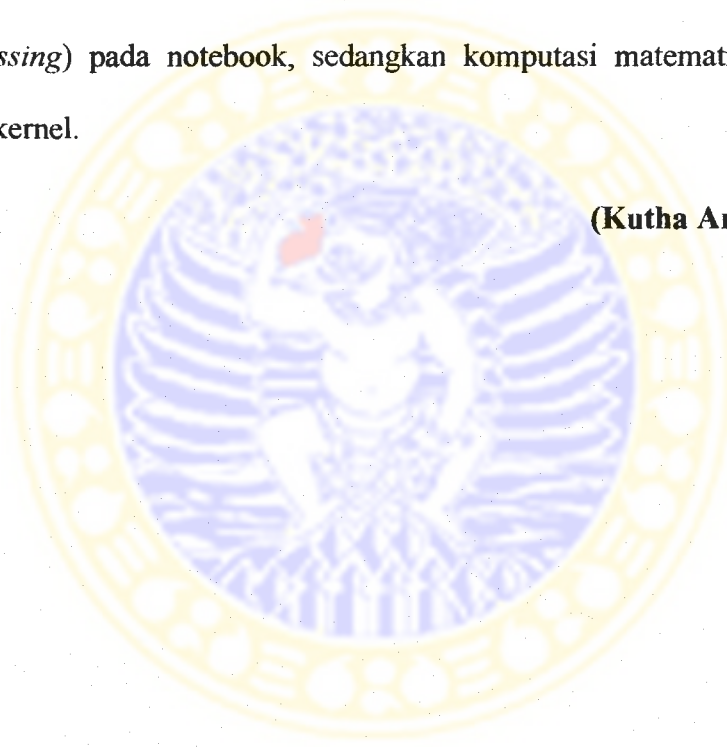 ssing) pada notebook, sedangkan komputasi matemat
kernel.
(Kutha Ar